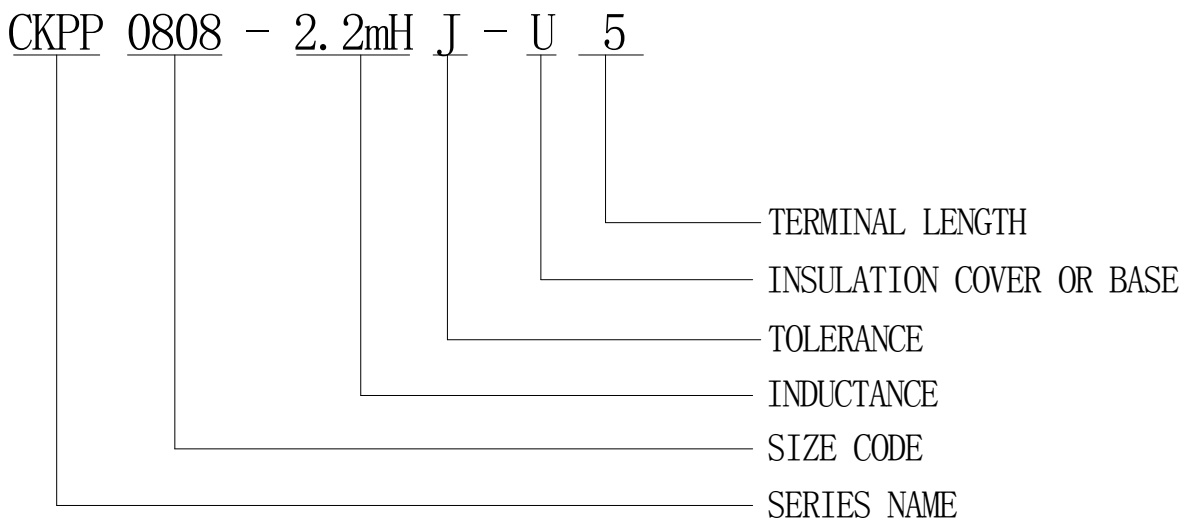 CKPP 0808 - 2.2mH J - U 5
TERMINAL LENGTH
INSULATION COVER OR BASE
TOLERANCE
INDUCTANCE
SIZE CODE
SERIES NAME